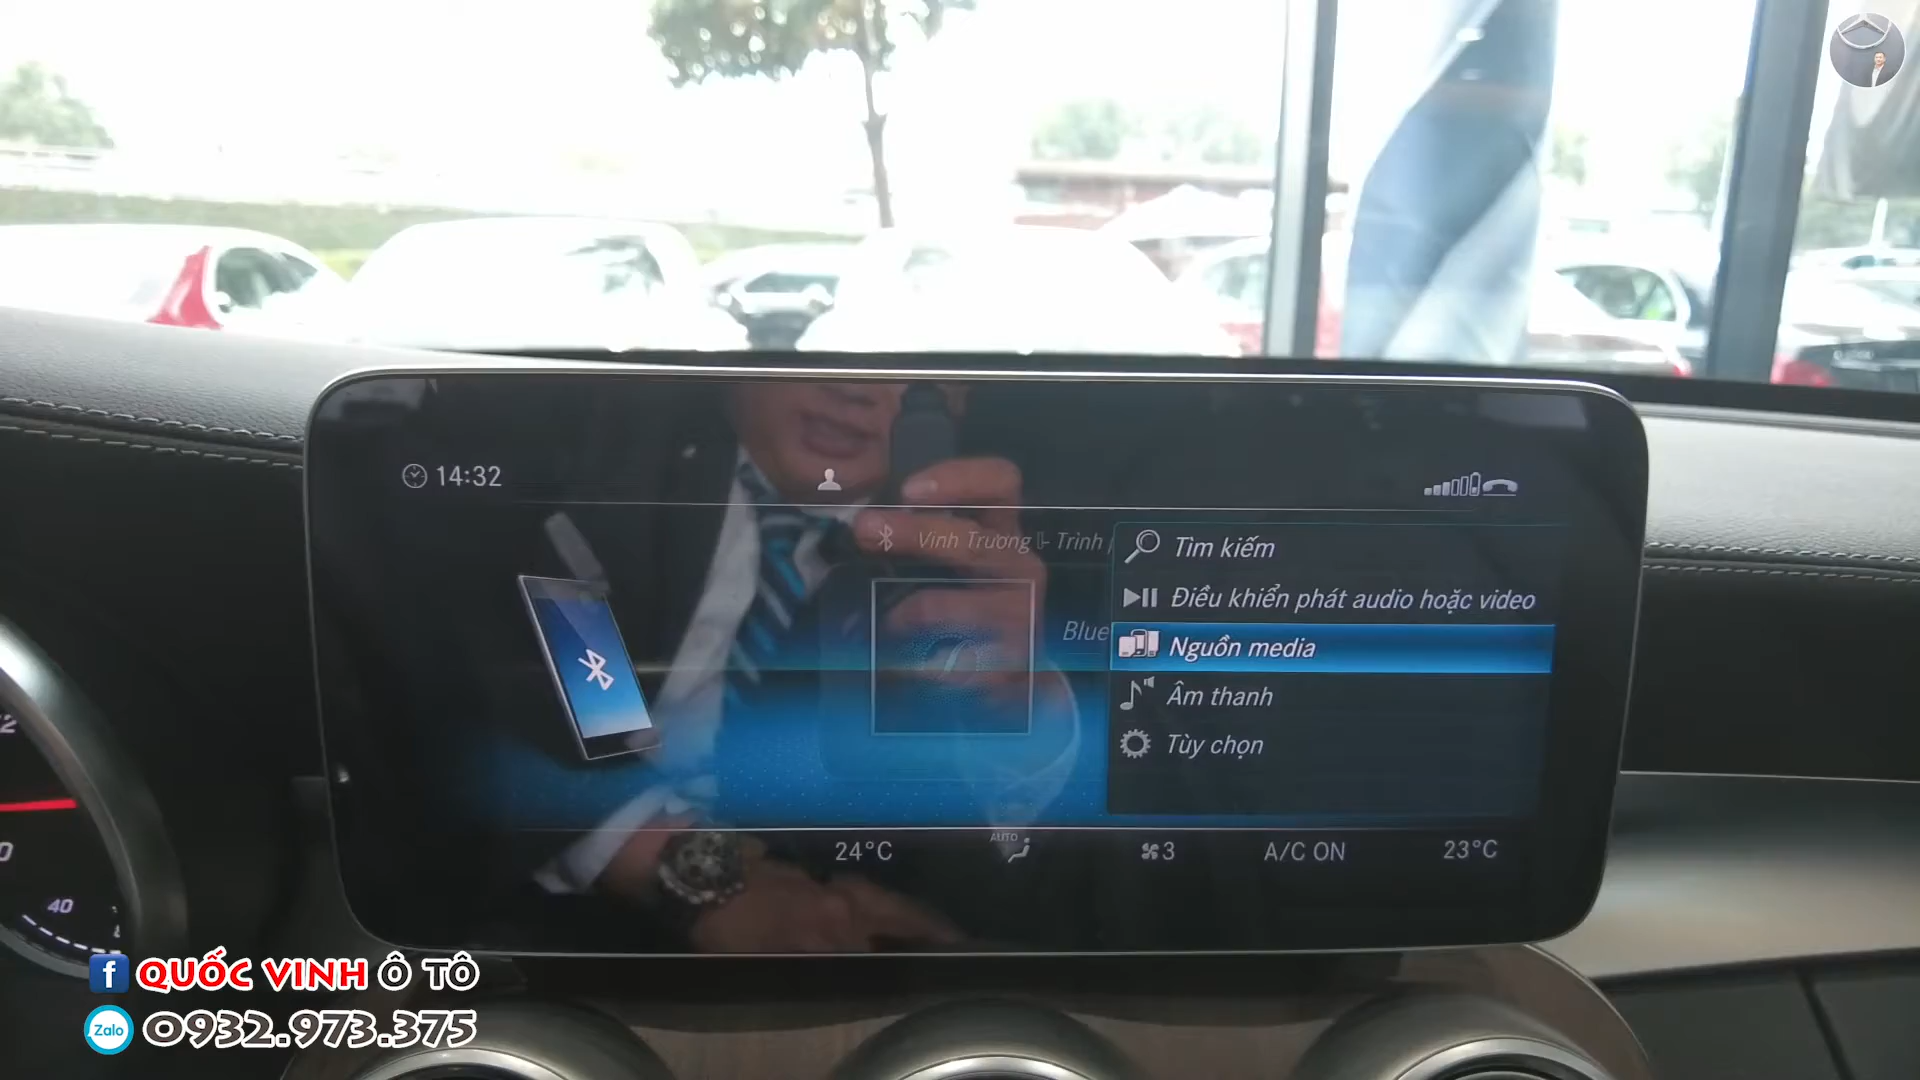 14:32
Vinh Trương - Trình
Tìm kiếm
Điều khiển phát audio hoặc video
Blue
Nguồn media
Âm thanh
Tùy chọn
24°C
AUTO
3
A/C ON
23°C
40
f QUỐC VINH Ô TÔ
Zalo 0932.973.375